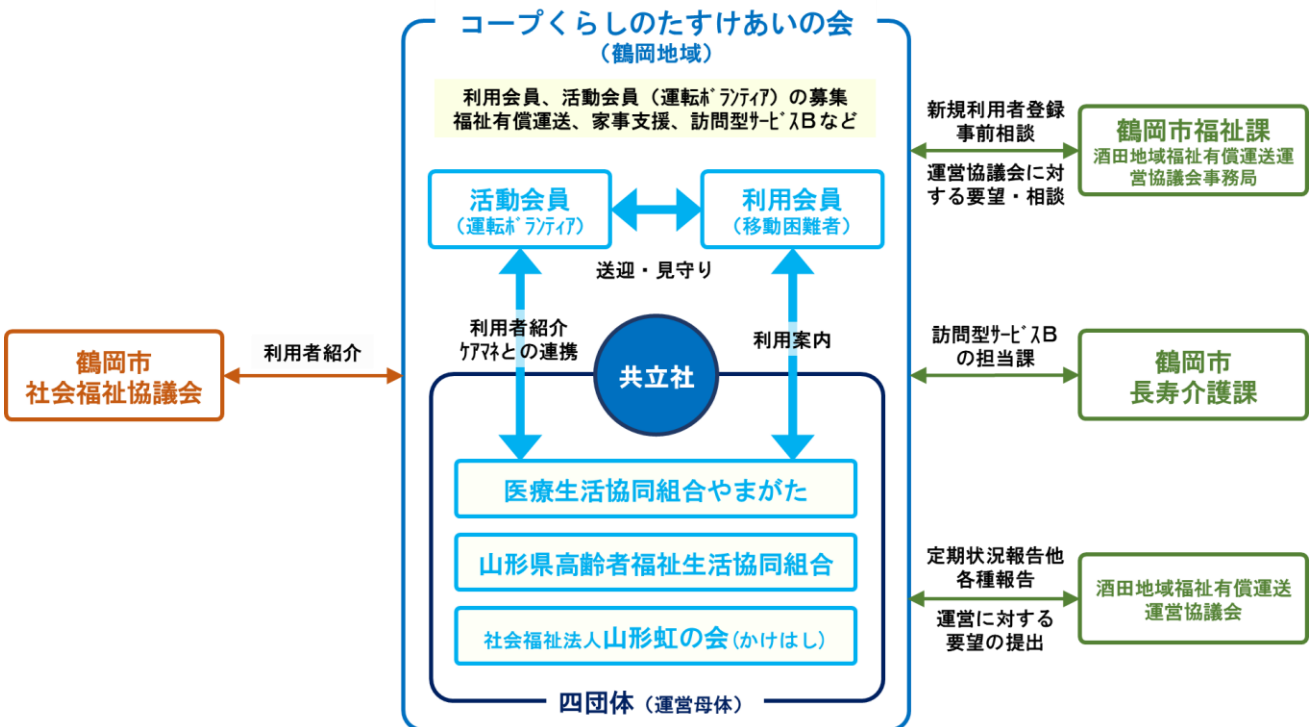 コープくらしのたすけあいの会
(鶴岡地域)
利用会員、活動会員（運転ﾎﾞﾗﾝﾃｨｱ）の募集
福祉有償運送、家事支援、訪問型ｻｰﾋﾞｽBなど
活動会員
（運転ﾎﾞﾗﾝﾃｨｱ）
利用会員
（移動困難者）
送迎・見守り
利用者紹介
ｹｱﾏﾈとの連携
利用案内
共立社
医療生活協同組合やまがた
山形県高齢者福祉生活協同組合
社会福祉法人山形虹の会(かけはし)
四団体（運営母体）
鶴岡市
社会福祉協議会
利用者紹介
新規利用者登録
事前相談
運営協議会に対
する要望・相談
鶴岡市福祉課
酒田地域福祉有償運送運
営協議会事務局
訪問型ｻｰﾋﾞｽB
の担当課
鶴岡市
長寿介護課
定期状況報告他
各種報告
運営に対する
要望の提出
酒田地域福祉有償運送
運営協議会